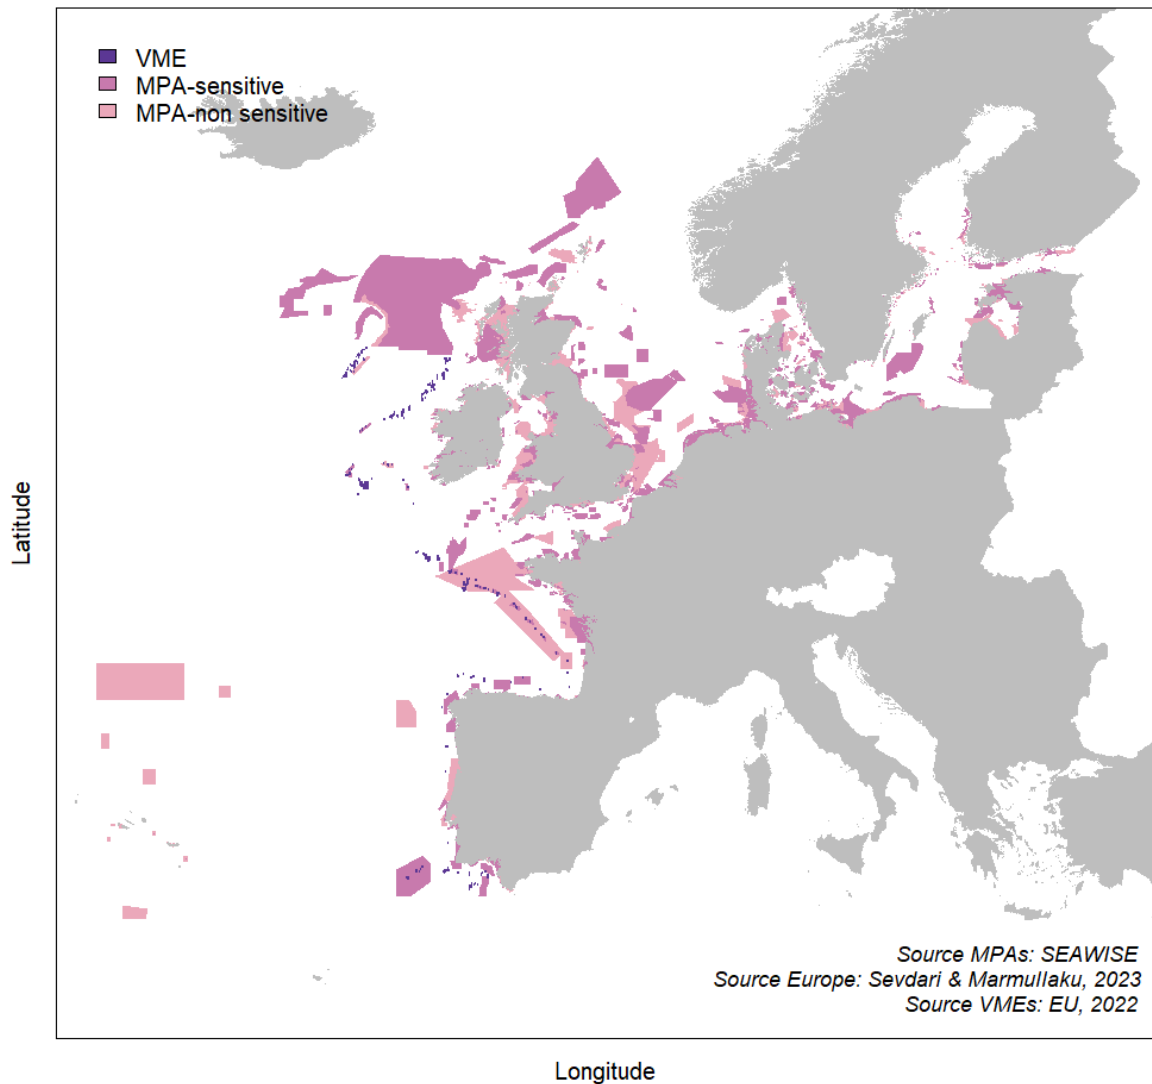 VME
MPA-sensitive
MPA-non sensitive
Latitude
Source MPAs: SEAWISE
Source Europe: Sevdari & Marmullaku, 2023
Source VMEs: EU, 2022
Longitude